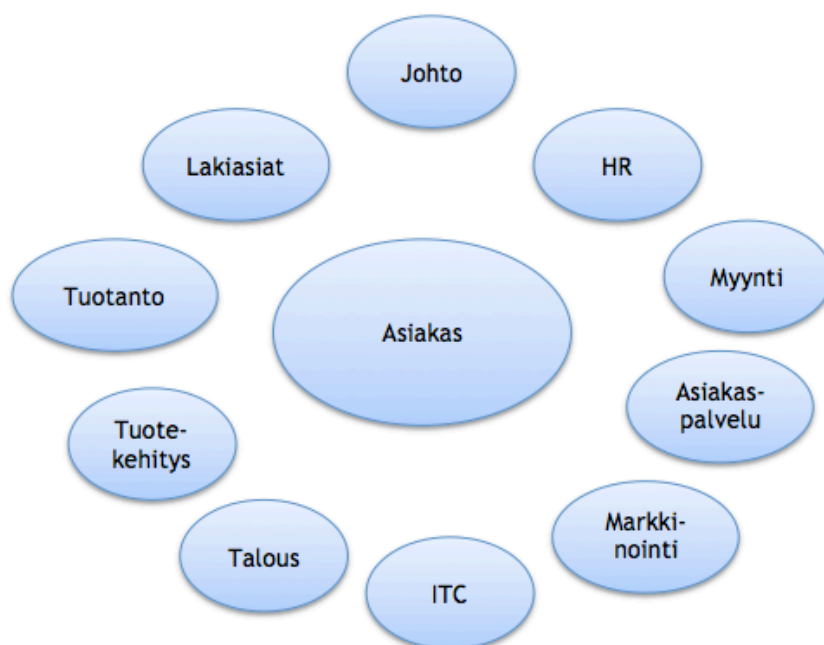 Johto
Lakiasiat
HR
Tuotanto
Myynti
Asiakas
Asiakas-
palvelu
Tuote-
kehitys
Markki-
nointi
Talous
ITC